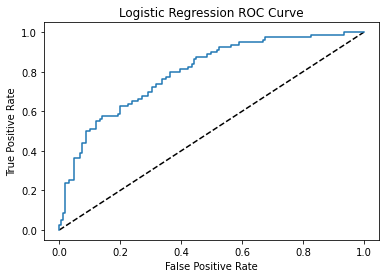 Logistic Regression ROC Curve
True Positive Rate
1.0
0.8
0.6
0.4
0.2
0.0
0.0 0.2 0.4 0.6 0.8 1.0
False Positive Rate